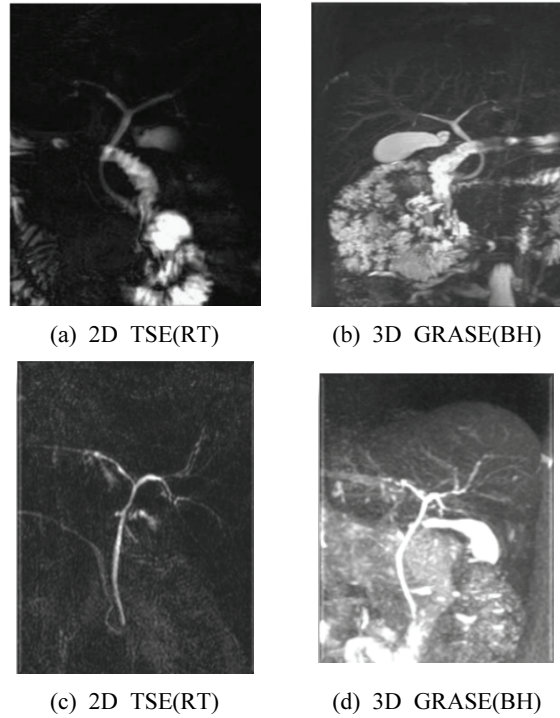 (a) 2D TSE(RT)
(b) 3D GRASE(BH)
(c) 2D TSE(RT)
(d) 3D GRASE(BH)